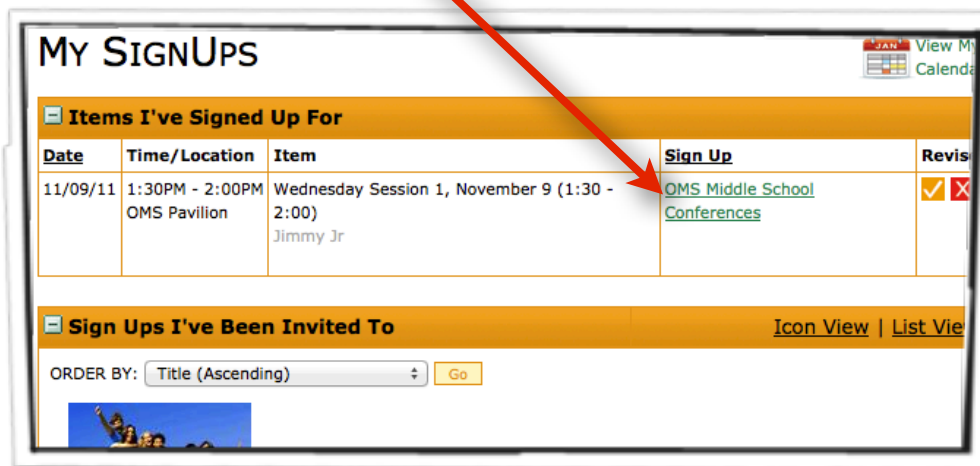 MY SIGNUPS
JAN
View My
Calenda
Items I've Signed Up For
Date Time/Location Item Sign Up Revis
11/09/11 1:30PM - 2:00PM Wednesday Session 1, November 9 (1:30 - OMS Middle School
OMS Pavilion 2:00) Conferences
Jimmy Jr
Sign Ups I've Been Invited To Icon View | List Vie
ORDER BY: Title (Ascending) Go